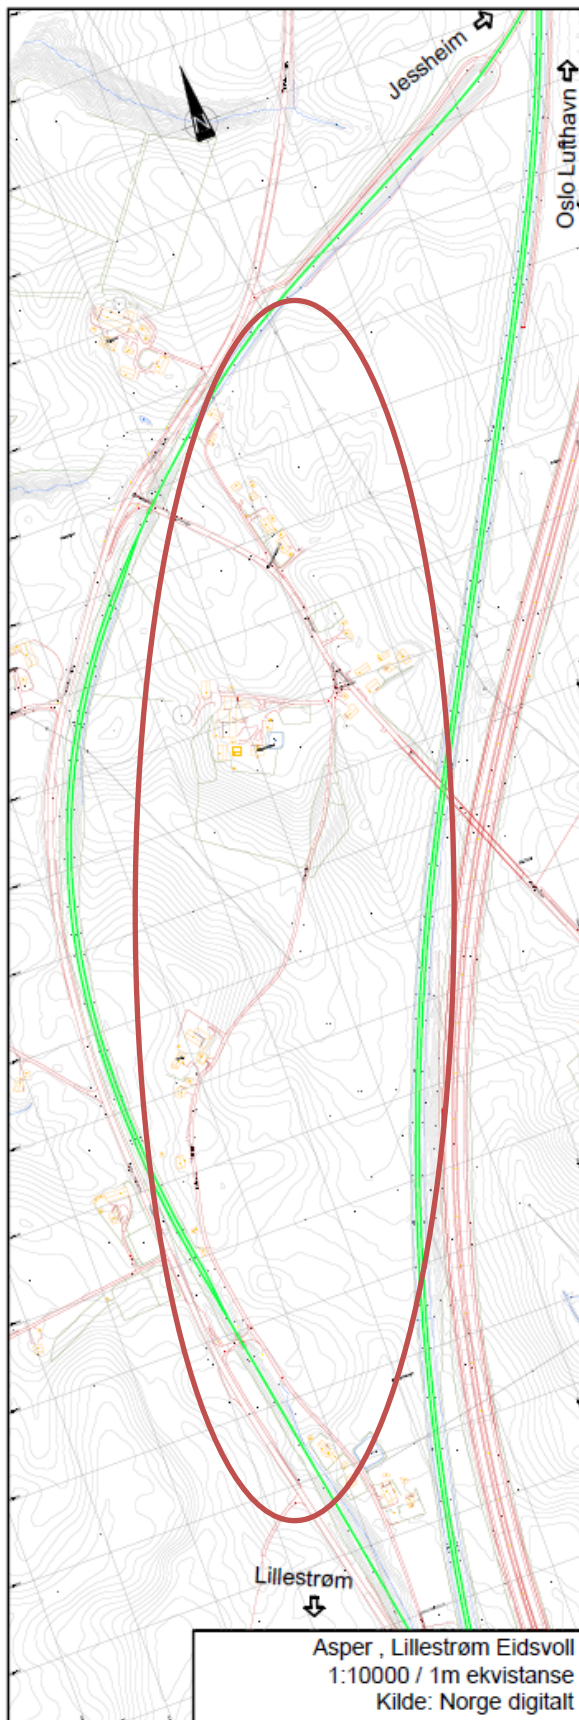 Jessheim
Oslo Lufthavn
N
Lillestrøm
Asper , Lillestrøm Eidsvoll
1:10000 / 1m ekvistanse
Kilde: Norge digitalt